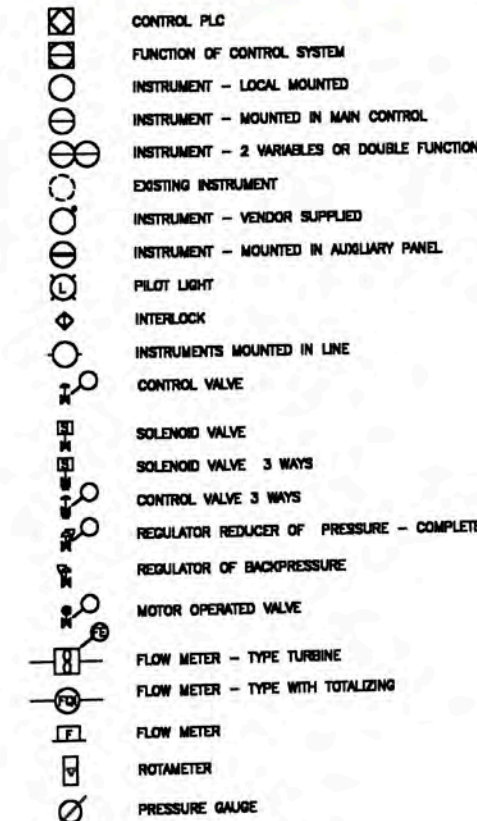 CONTROL PLC
FUNCTION OF CONTROL SYSTEM
INSTRUMENT – LOCAL MOUNTED
INSTRUMENT – MOUNTED IN MAIN CONTROL
INSTRUMENT – 2 VARIABLES OR DOUBLE FUNCTION
EXISTING INSTRUMENT
INSTRUMENT – VENDOR SUPPLIED
INSTRUMENT – MOUNTED IN AUXILIARY PANEL
L PILOT LIGHT
INTERLOCK
INSTRUMENTS MOUNTED IN LINE
CONTROL VALVE
S SOLENOID VALVE
S SOLENOID VALVE 3 WAYS
CONTROL VALVE 3 WAYS
REGULATOR REDUCER OF PRESSURE – COMPLETE
REGULATOR OF BACKPRESSURE
MOTOR OPERATED VALVE
FLOW METER – TYPE TURBINE
FQI FLOW METER – TYPE WITH TOTALIZING
F FLOW METER
ROTAMETER
PRESSURE GAUGE